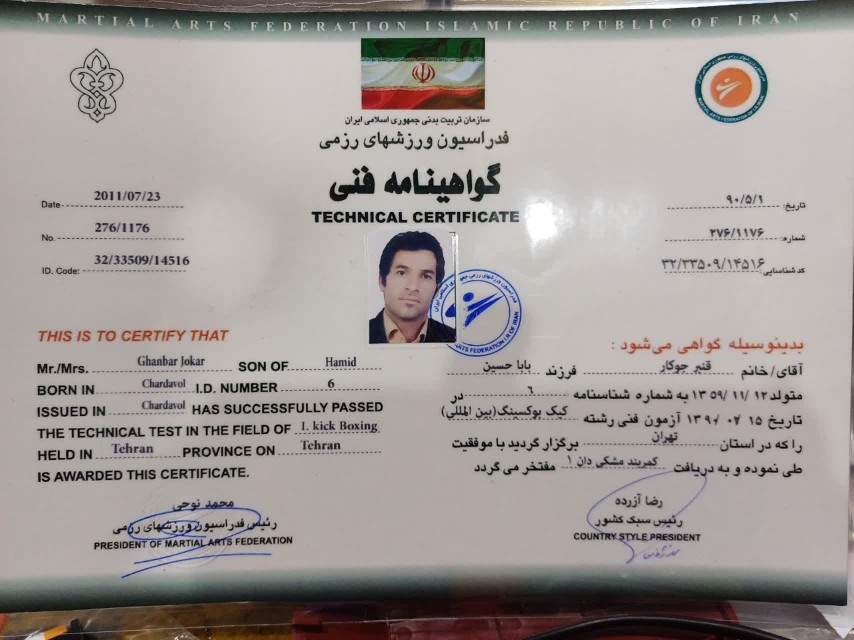 MARTIAL ARTS FEDERATION ISLAMIC REPUBLIC OF IRAN
سازمان تربیت بدنی جمهوری اسلامی ایران
فدراسیون ورزشهای رزمی
گواهینامه فنی
TECHNICAL CERTIFICATE
Date 2011/07/23
No. 276/1176
ID. Code: 32/33509/14516
تاریخ: ۹۰/۵/۱
شماره: ۲۷۶/۱۱۷۶
کد شناسایی: ۳۲/۳۳۵۰۹/۱۴۵۱۶
THIS IS TO CERTIFY THAT
Mr./Mrs. Ghanbar Jokar SON OF Hamid
BORN IN Chardavol I.D. NUMBER 6
ISSUED IN Chardavol HAS SUCCESSFULLY PASSED
THE TECHNICAL TEST IN THE FIELD OF I. kick Boxing
HELD IN Tehran PROVINCE ON Tehran
IS AWARDED THIS CERTIFICATE.
بدینوسیله گواهی می‌شود :
آقای/خانم قنبر جوکار فرزند بابا حسین
متولد ۱۳۵۹/۱۱/۱۲ به شماره شناسنامه ۶ در
تاریخ ۱۳۹۰/۰۲/۱۵ آزمون فنی رشته کیک بوکسینگ(بین المللی)
را که در استان تهران برگزار گردید با موفقیت
طی نموده و به دریافت کمربند مشکی دان ۱ مفتخر می گردد
محمد نوحی
رئیس فدراسیون ورزشهای رزمی
PRESIDENT OF MARTIAL ARTS FEDERATION
رضا آزرده
رئیس سبک کشور
COUNTRY STYLE PRESIDENT